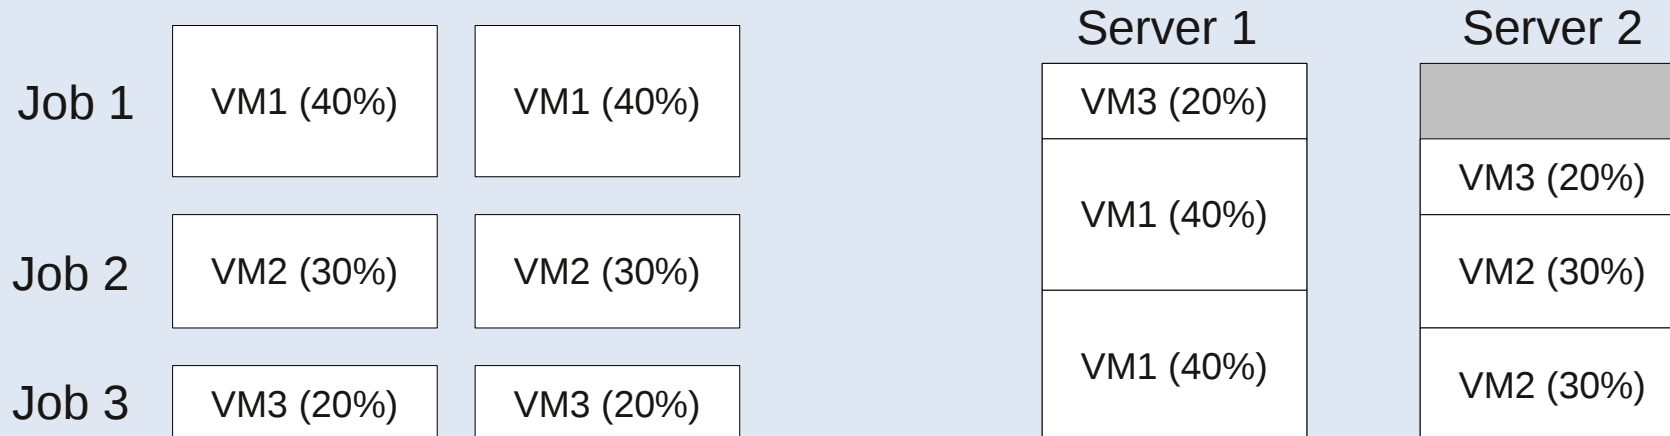 Job 1
VM1 (40%)
VM1 (40%)
Job 2
VM2 (30%)
VM2 (30%)
Job 3
VM3 (20%)
VM3 (20%)
Server 1
VM3 (20%)
VM1 (40%)
VM1 (40%)
Server 2
VM3 (20%)
VM2 (30%)
VM2 (30%)